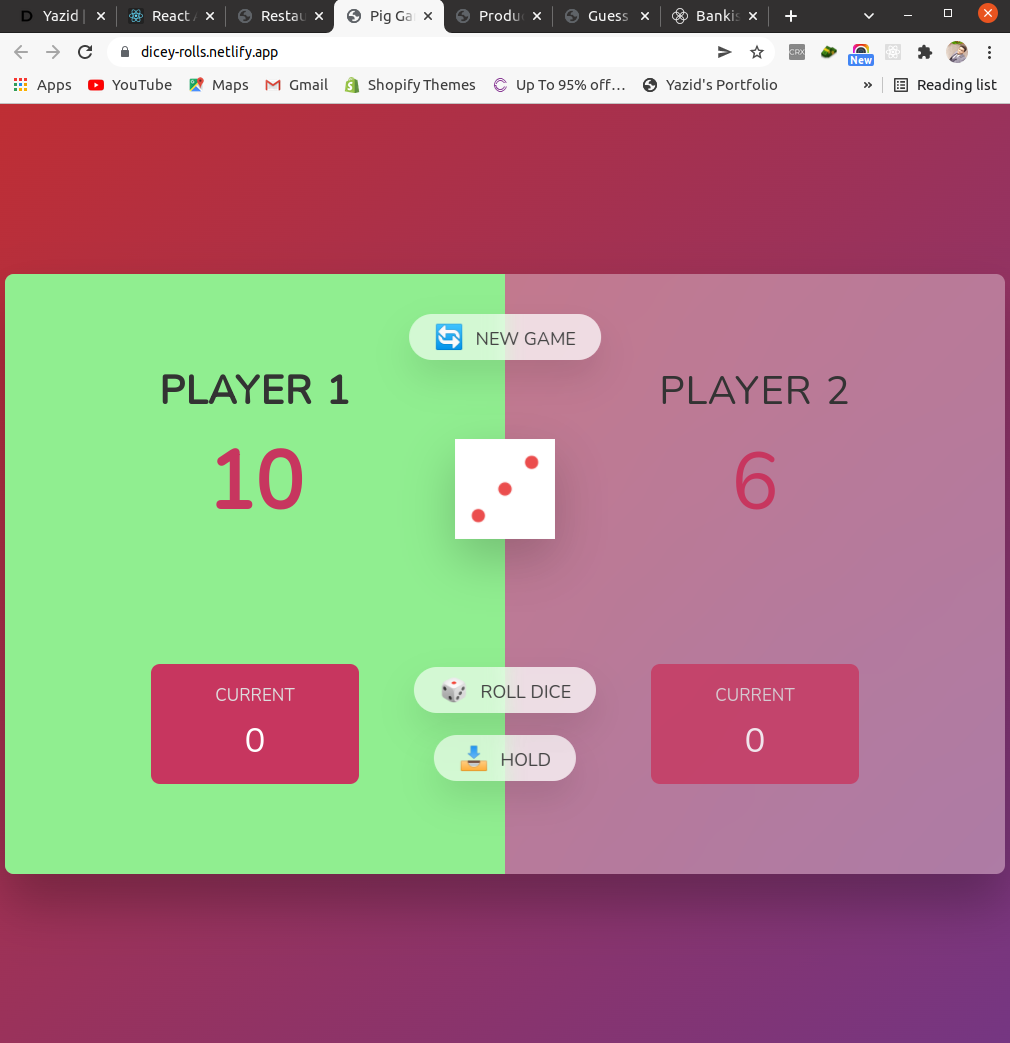 Yazid |
React
Restau
Pig Ga
Produ
Guess
Bankis
dicey-rolls.netlify.app
CRX
New
Apps
YouTube
Maps
Gmail
Shopify Themes
Up To 95% off…
Yazid's Portfolio
»
Reading list
NEW GAME
PLAYER 1
PLAYER 2
10
6
CURRENT
0
ROLL DICE
HOLD
CURRENT
0